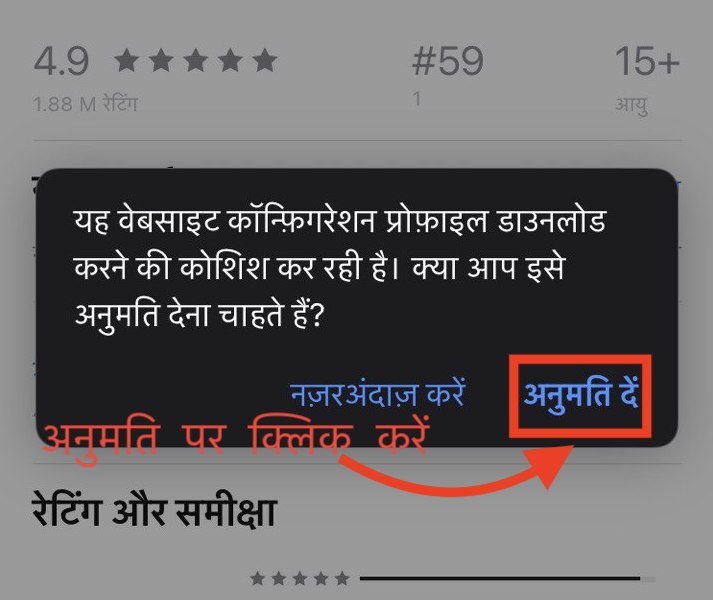 4.9 ★★★★★ #59 15+
1.88 M रेटिंग 1 आयु
यह वेबसाइट कॉन्फ़िगरेशन प्रोफ़ाइल डाउनलोड
करने की कोशिश कर रही है। क्या आप इसे
अनुमति देना चाहते हैं?
नज़रअंदाज़ करें अनुमति दें
अनुमति पर क्लिक करें
रेटिंग और समीक्षा
★★★★★